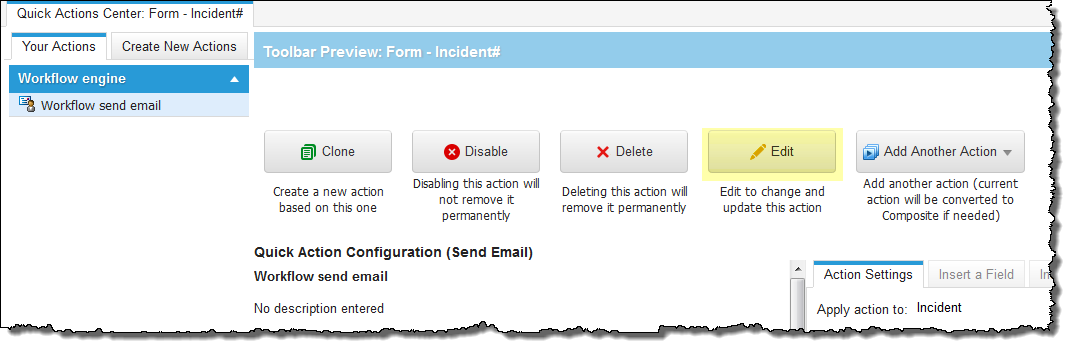 Quick Actions Center: Form - Incident#
Your Actions
Create New Actions
Workflow engine
Workflow send email
Toolbar Preview: Form - Incident#
Clone
Create a new action
based on this one
Disable
Disabling this action will
not remove it
permanently
Delete
Deleting this action will
remove it permanently
Edit
Edit to change and
update this action
Add Another Action
Add another action (current
action will be converted to
Composite if needed)
Quick Action Configuration (Send Email)
Workflow send email
No description entered
Action Settings
Insert a Field
Apply action to: Incident